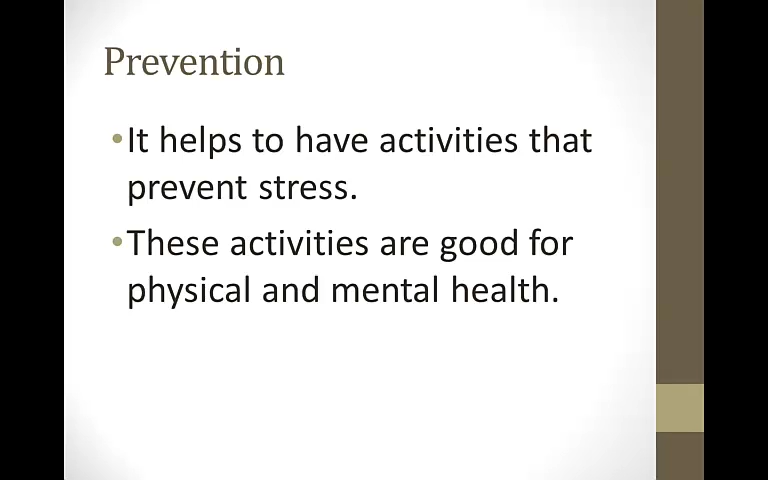 Prevention
•It helps to have activities that
prevent stress.
•These activities are good for
physical and mental health.